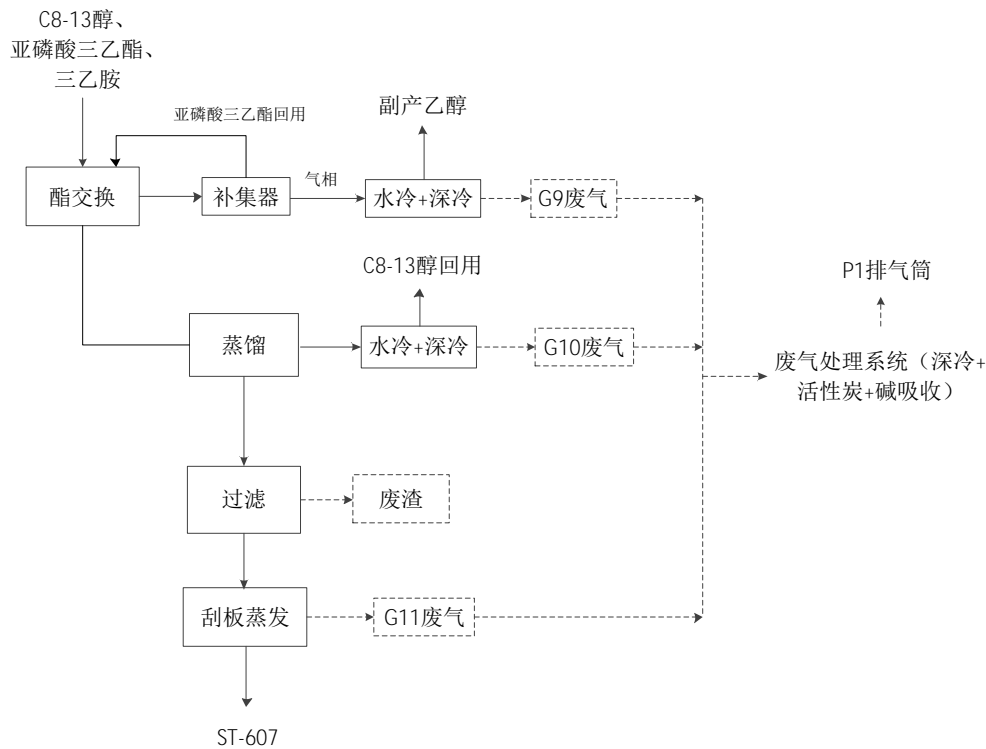 C8-13醇、
亚磷酸三乙酯、
三乙胺
亚磷酸三乙酯回用
副产乙醇
酯交换
补集器
气相
水冷+深冷
G9废气
C8-13醇回用
P1排气筒
蒸馏
水冷+深冷
G10废气
废气处理系统（深冷+
活性炭+碱吸收）
过滤
废渣
刮板蒸发
G11废气
ST-607